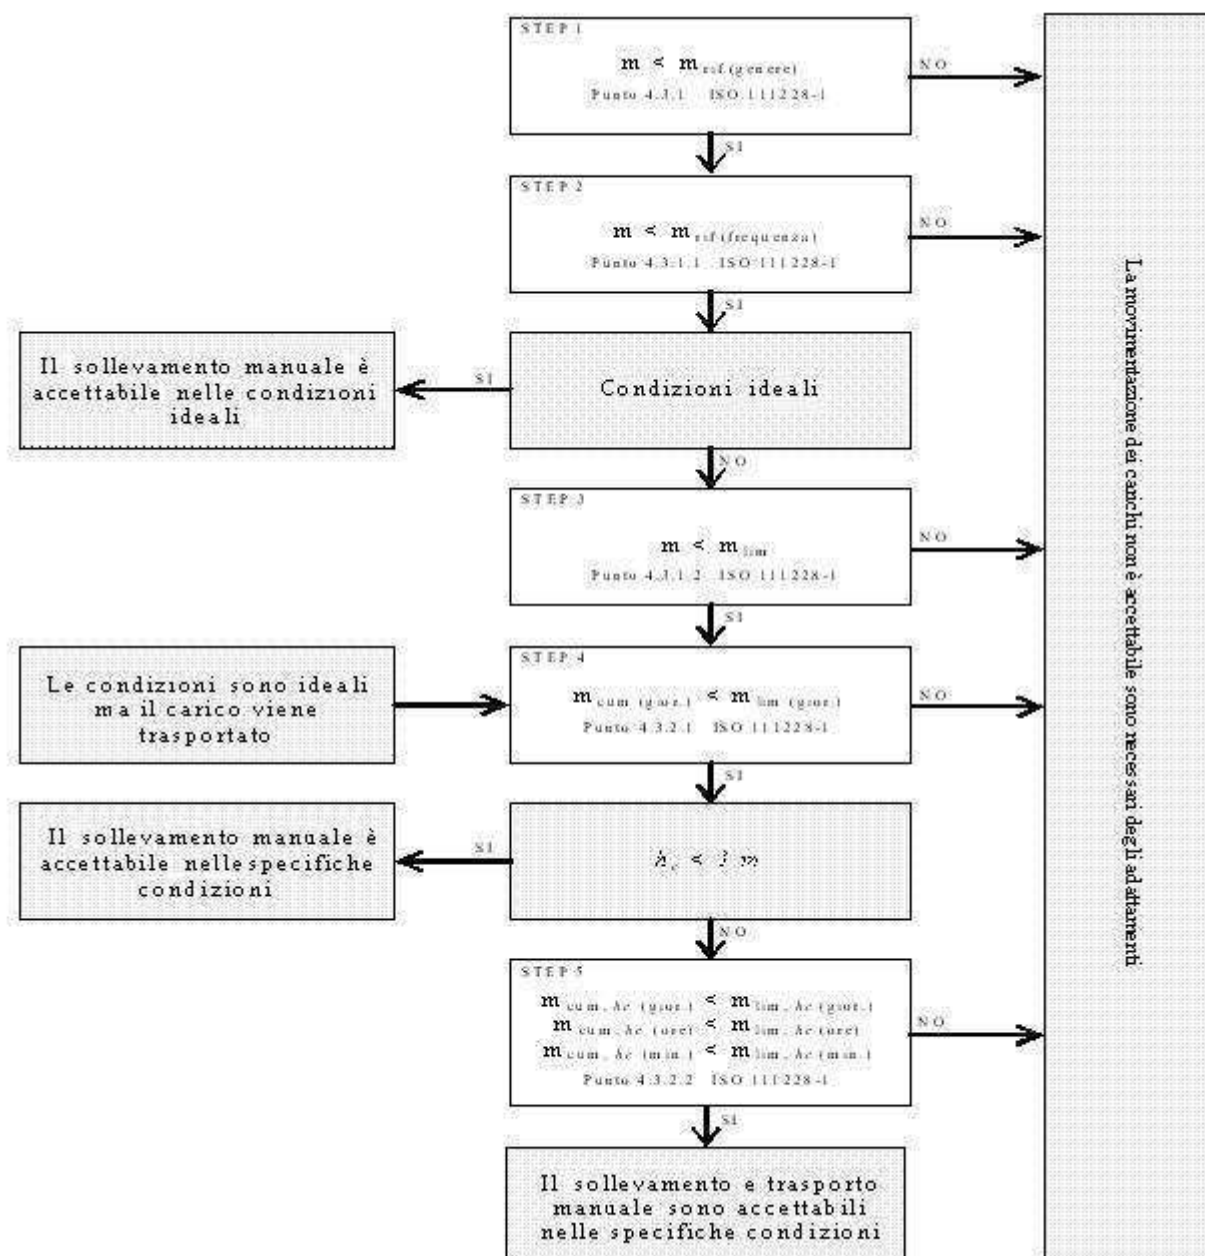 STEP 1
m < m rif (genere)
Punto 4.3.1 ISO 111228-1
NO
SI
STEP 2
m < m rif (frequenza)
Punto 4.3.1.1 ISO 111228-1
NO
SI
Il sollevamento manuale è
accettabile nelle condizioni
ideali
SI
Condizioni ideali
NO
STEP 3
m < m lim
Punto 4.3.1.2 ISO 111228-1
NO
SI
Le condizioni sono ideali
ma il carico viene
trasportato
STEP 4
m cum (gior.) < m lim (gior.)
Punto 4.3.2.1 ISO 111228-1
NO
SI
Il sollevamento manuale è
accettabile nelle specifiche
condizioni
SI
NO
STEP 5
m cum, hc (gior.) < m lim, hc (gior.)
m cum, hc (ore) < m lim, hc (ore)
m cum, hc (min.) < m lim, hc (min.)
Punto 4.3.2.2 ISO 111228-1
NO
SI
Il sollevamento e trasporto
manuale sono accettabili
nelle specifiche condizioni
La movimentazione dei carichi non è accettabile sono necessari degli adattamenti